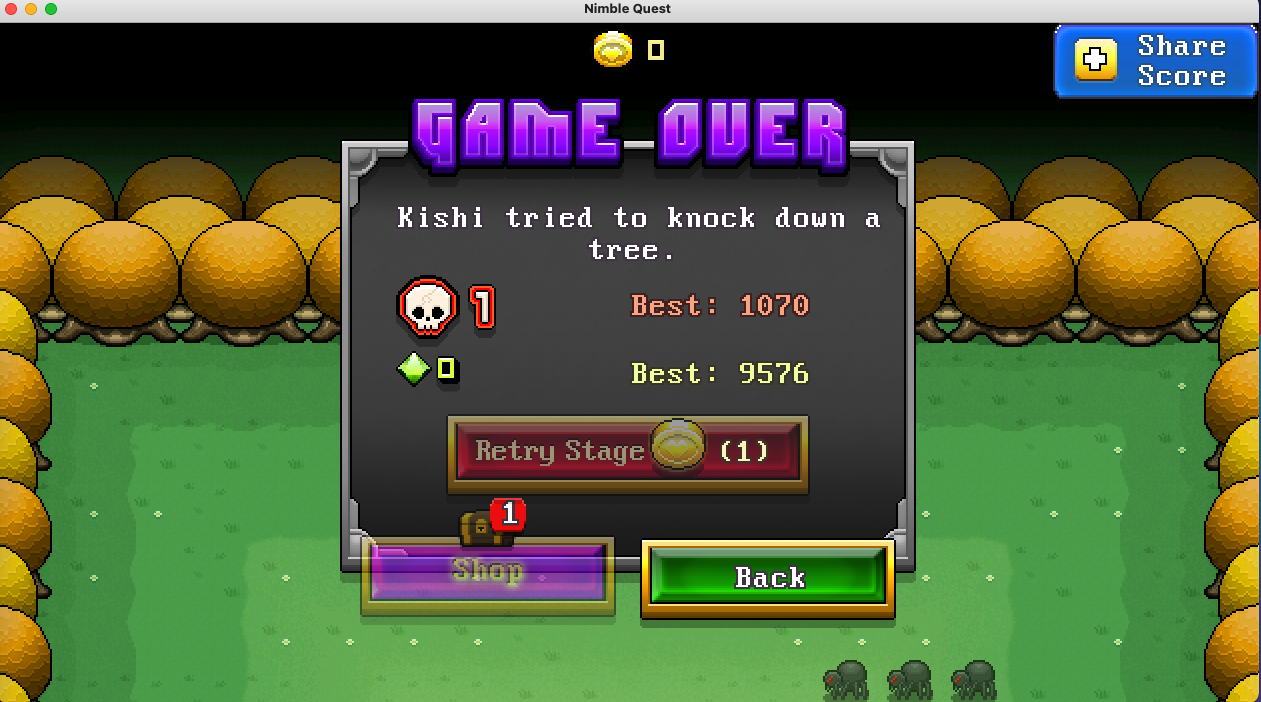 Nimble Quest
0
Share
Score
GAME OVER
Kishi tried to knock down a
tree.
1
Best: 1070
0
Best: 9576
Retry Stage (1)
1
Shop
Back